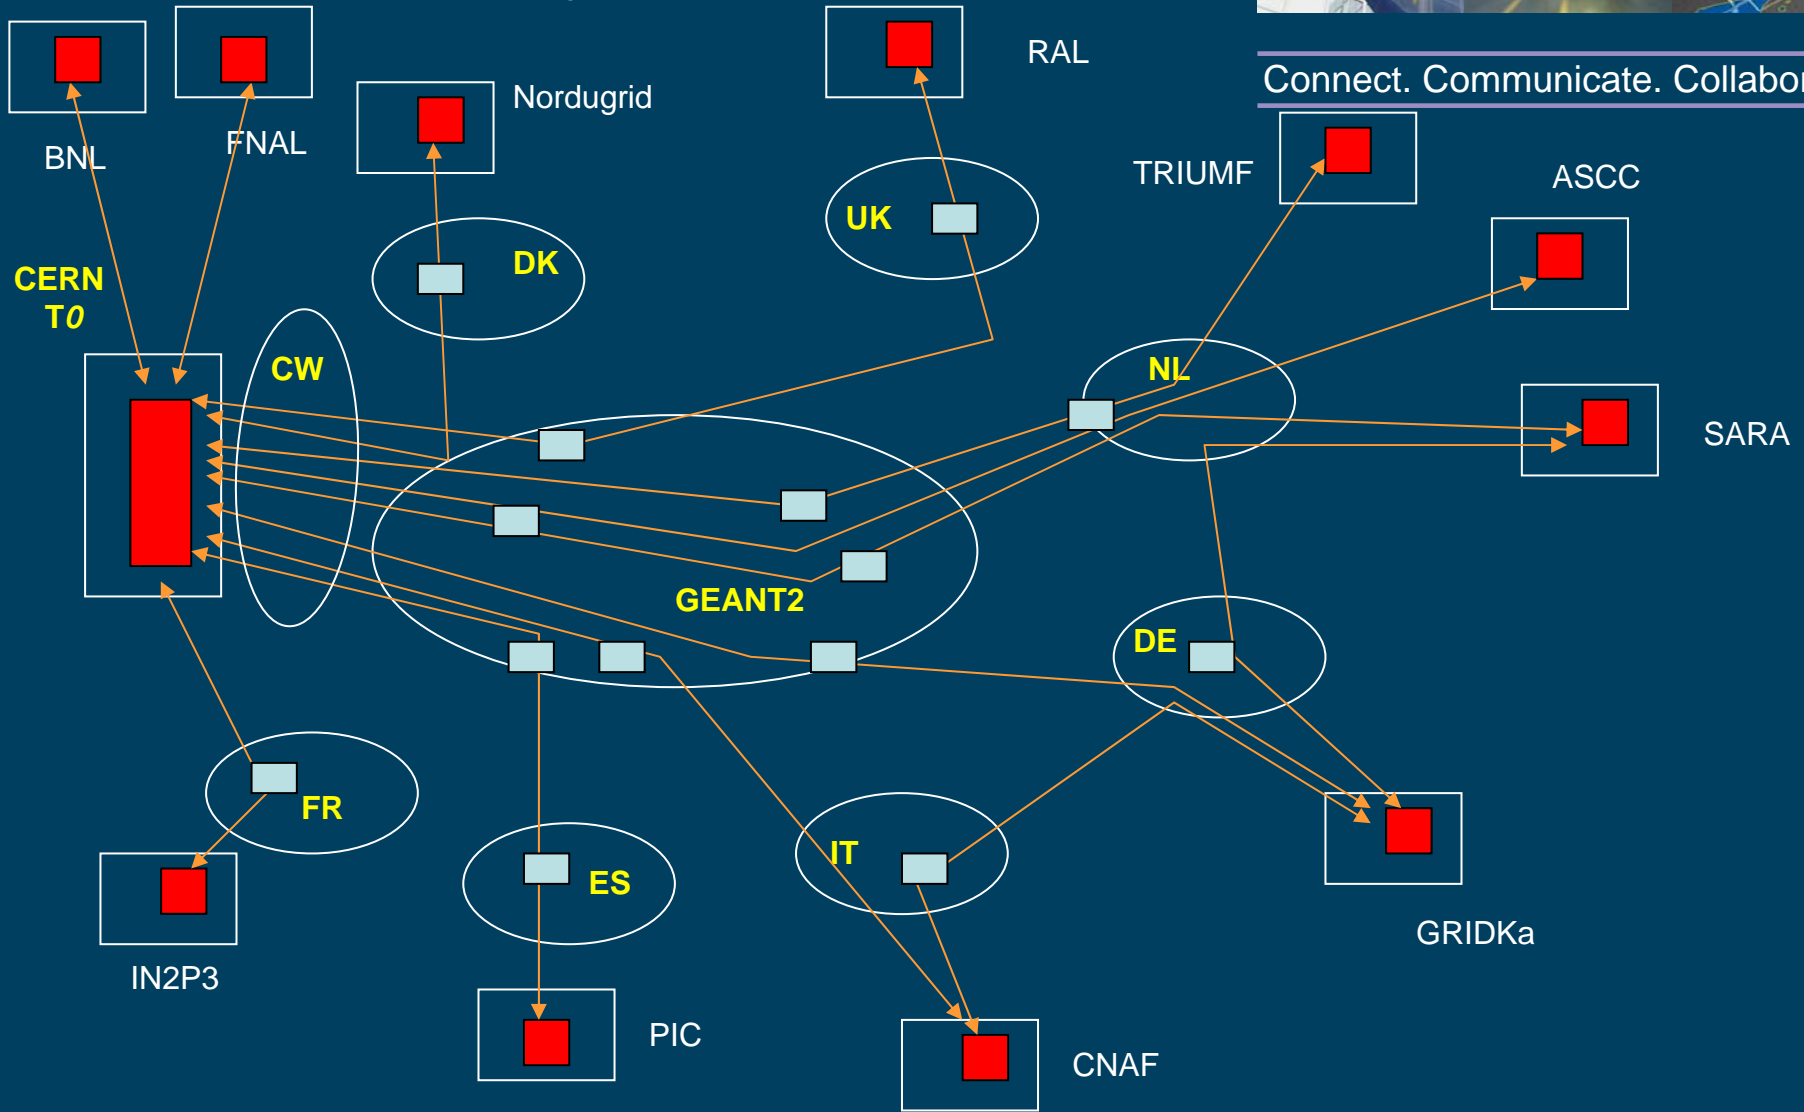 RAL
Connect. Communicate.
Nordugrid
BNL
FNAL
TRIUMF
ASCC
UK
DK
CERN
T0
CW
NL
SARA
GEANT2
DE
FR
ES
IT
GRIDKa
IN2P3
PIC
CNAF